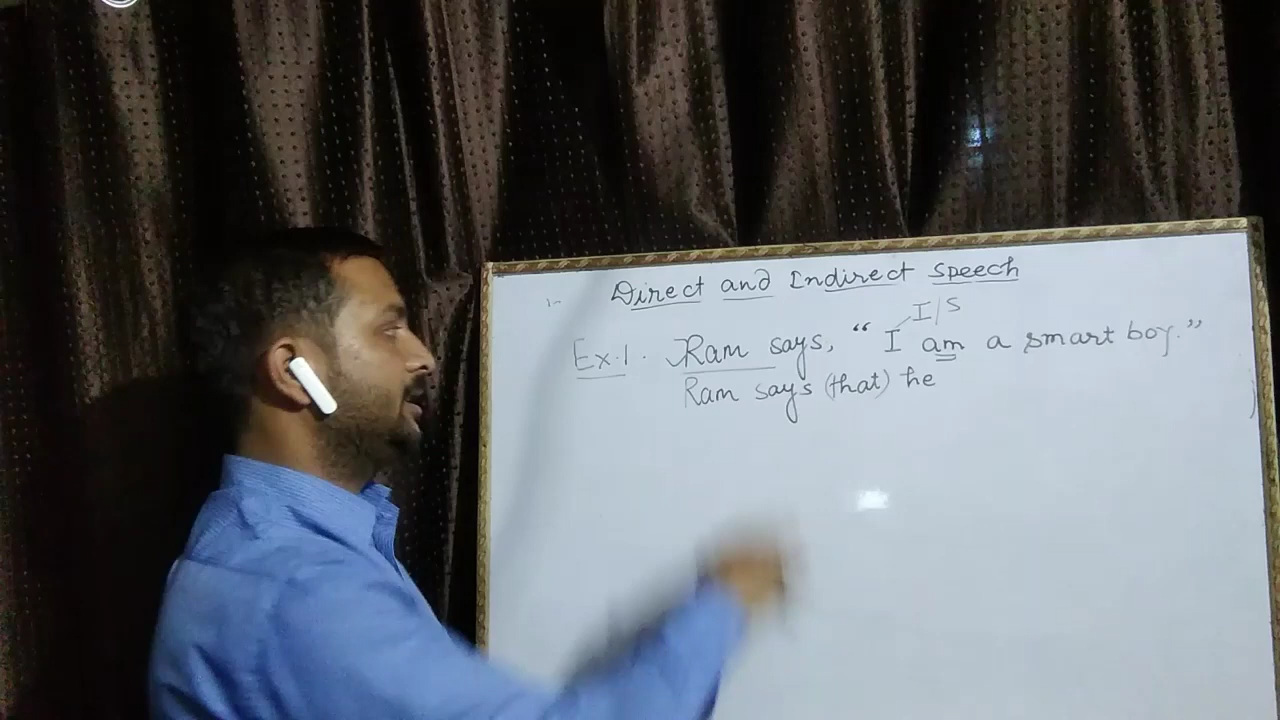 Direct and Indirect Speech
I/S
Ex.1. Ram says, “I am a smart boy.”
Ram says (that) he